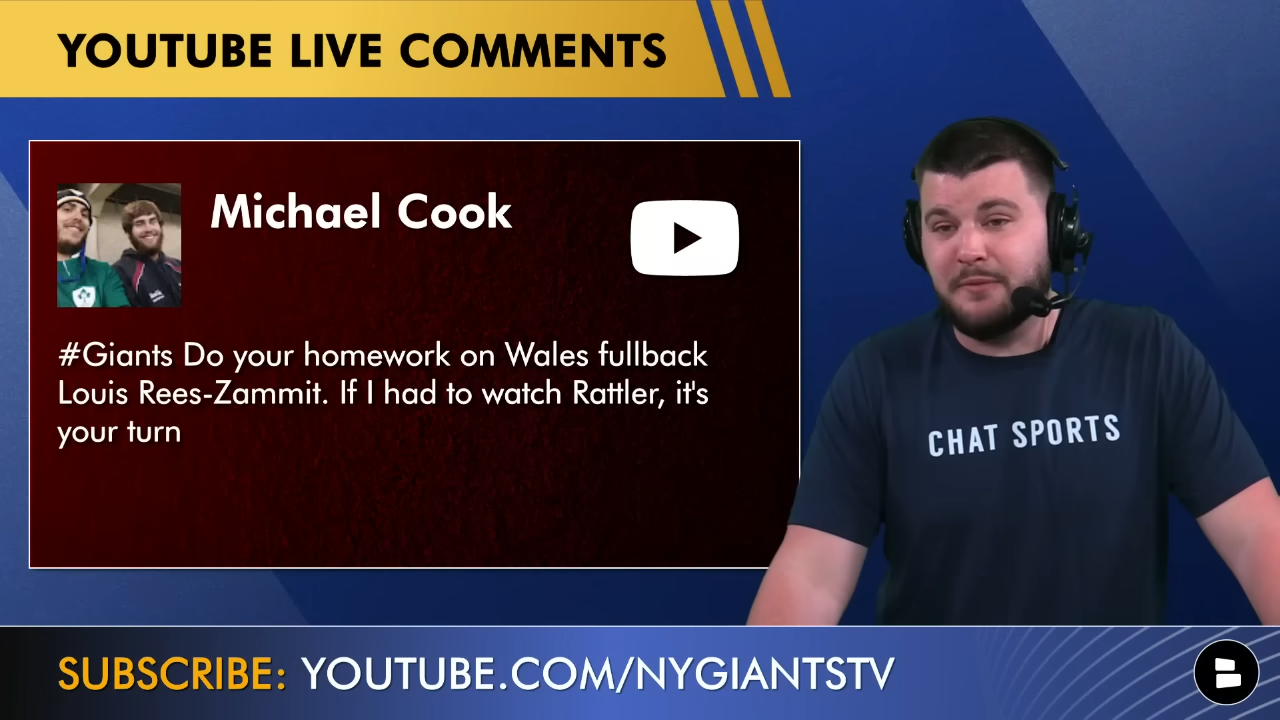 YOUTUBE LIVE COMMENTS
Michael Cook
#Giants Do your homework on Wales fullback
Louis Rees-Zammit. If I had to watch Rattler, it's
your turn
CHAT SPORTS
SUBSCRIBE: YOUTUBE.COM/NYGIANTSTV